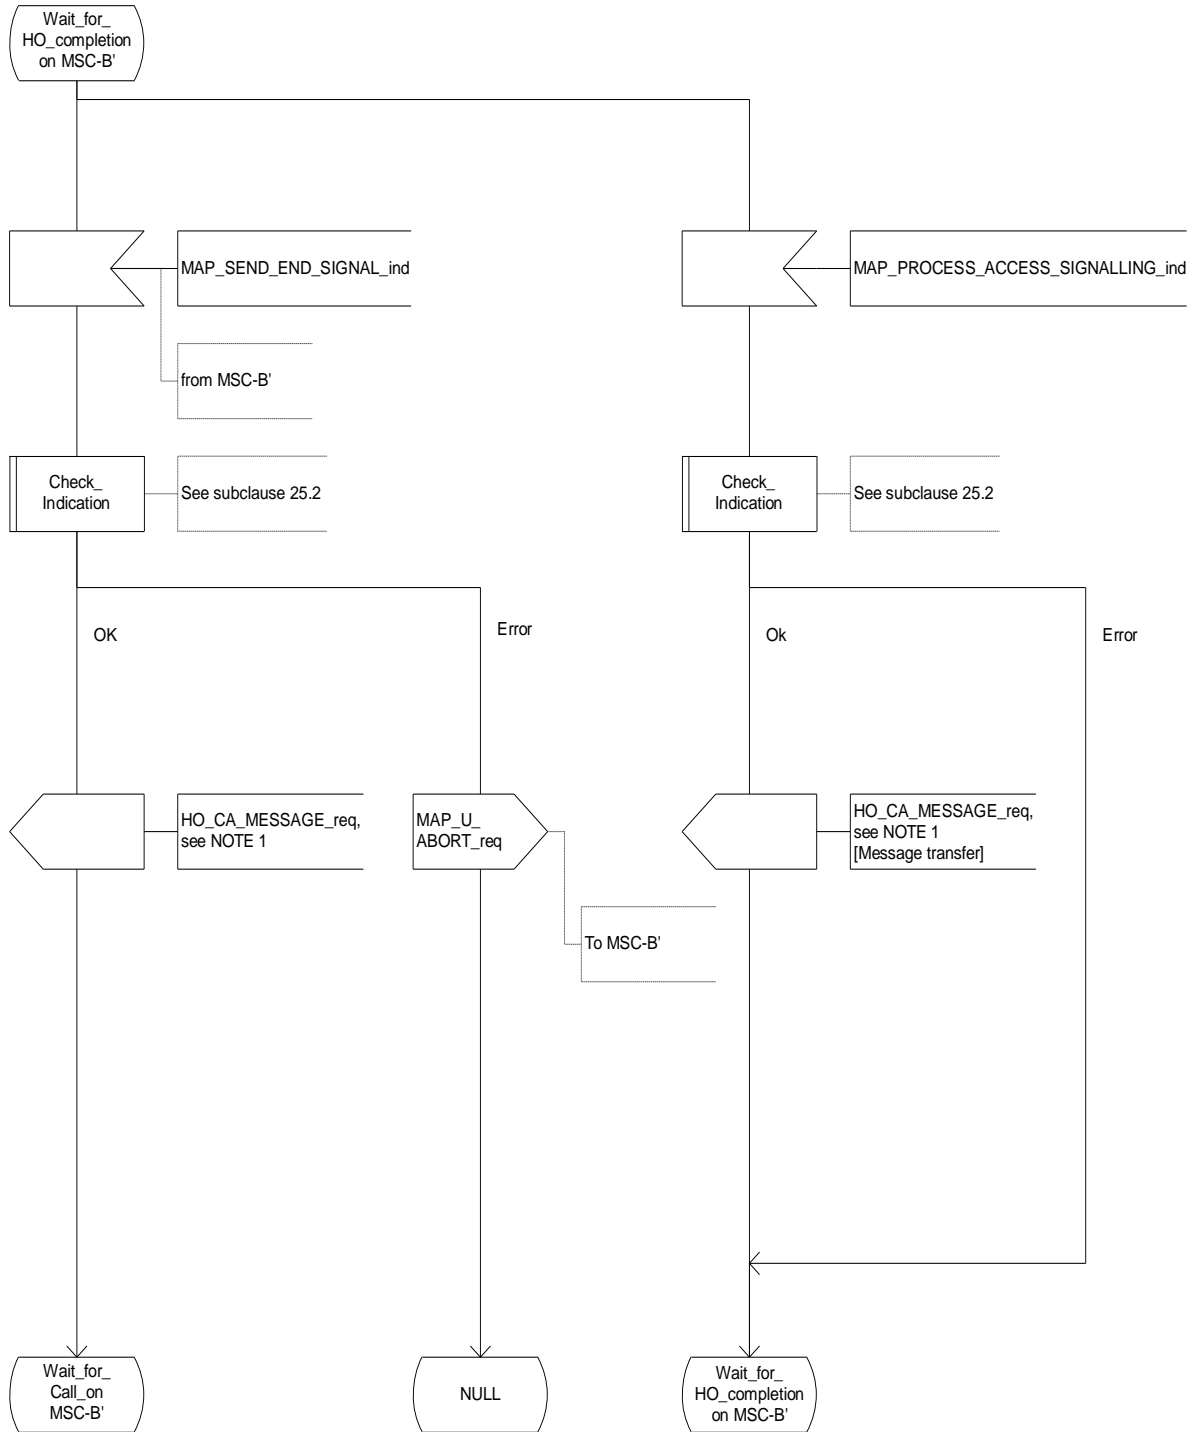 Wait_for_
HO_completion
on MSC-B'
MAP_SEND_END_SIGNAL_ind
MAP_PROCESS_ACCESS_SIGNALLING_ind
from MSC-B'
Check_
Indication
See subclause 25.2
Check_
Indication
See subclause 25.2
OK
Error
Ok
Error
HO_CA_MESSAGE_req,
see NOTE 1
MAP_U_
ABORT_req
HO_CA_MESSAGE_req,
see NOTE 1
[Message transfer]
To MSC-B'
Wait_for_
Call_on
MSC-B'
NULL
Wait_for_
HO_completion
on MSC-B'